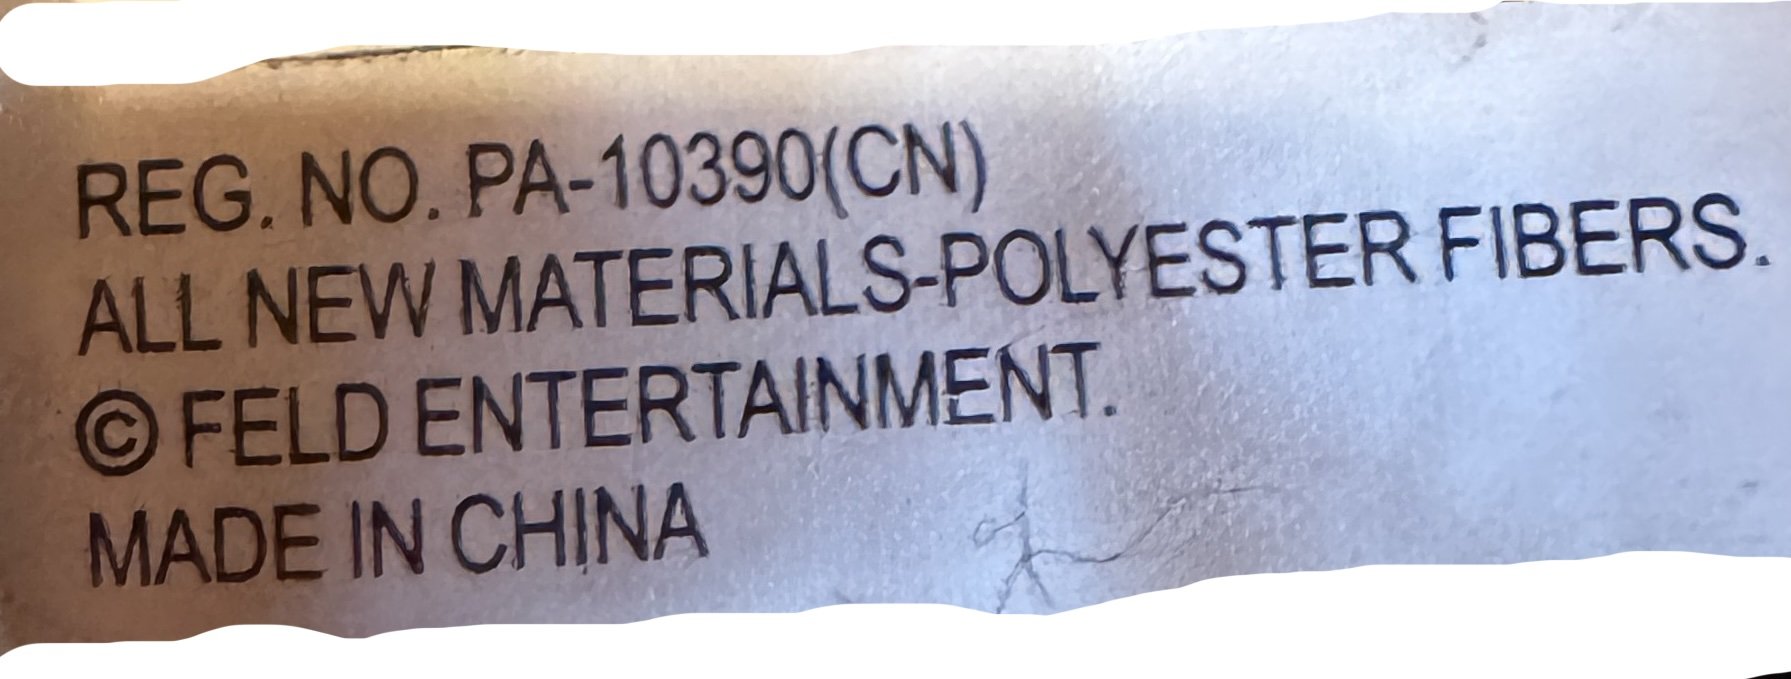 REG. NO. PA-10390(CN)
ALL NEW MATERIALS-POLYESTER FIBERS.
© FELD ENTERTAINMENT.
MADE IN CHINA